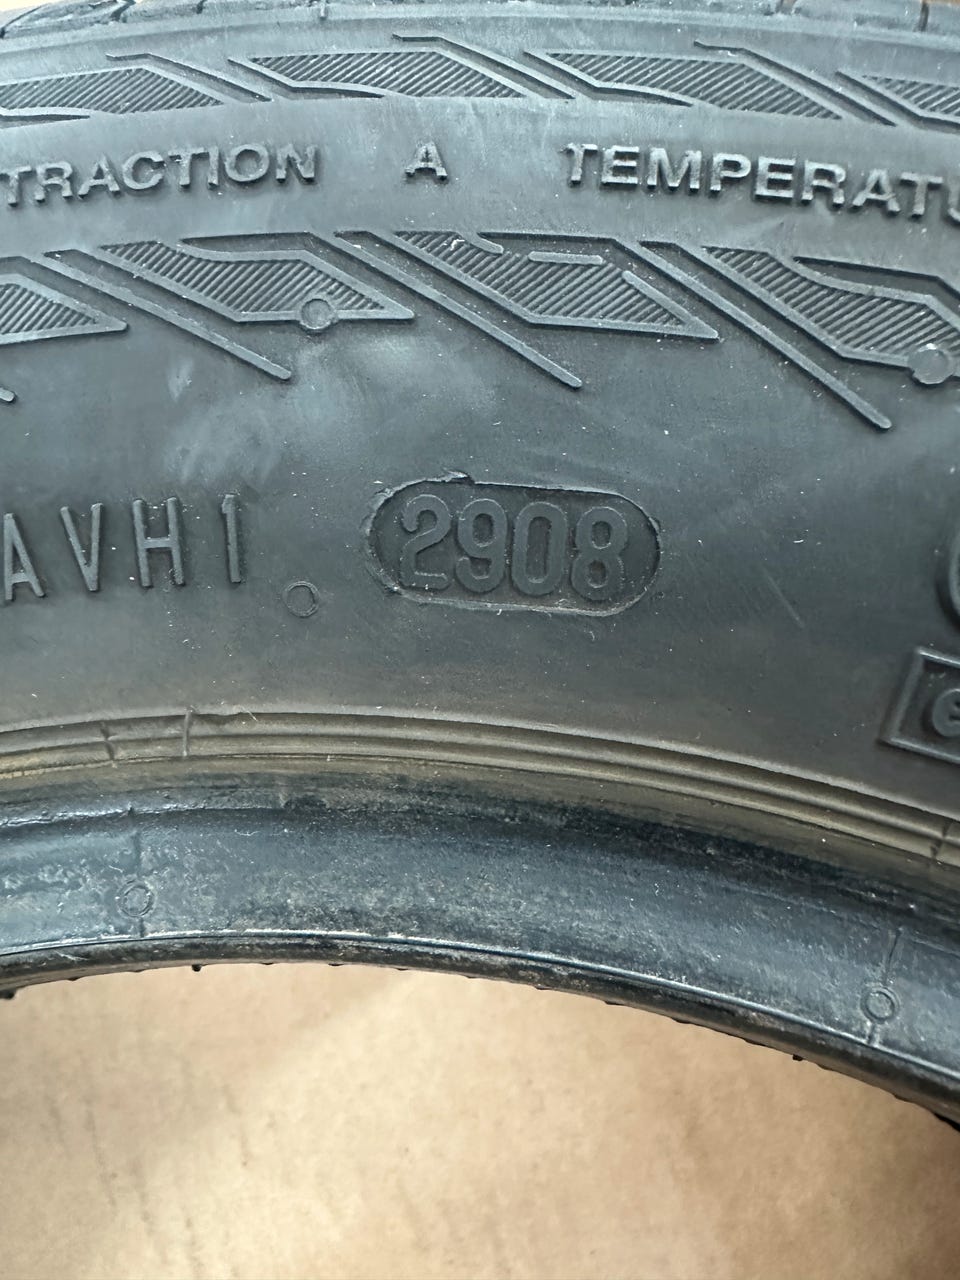 TRACTION A TEMPERATU
AVH1 2908
e